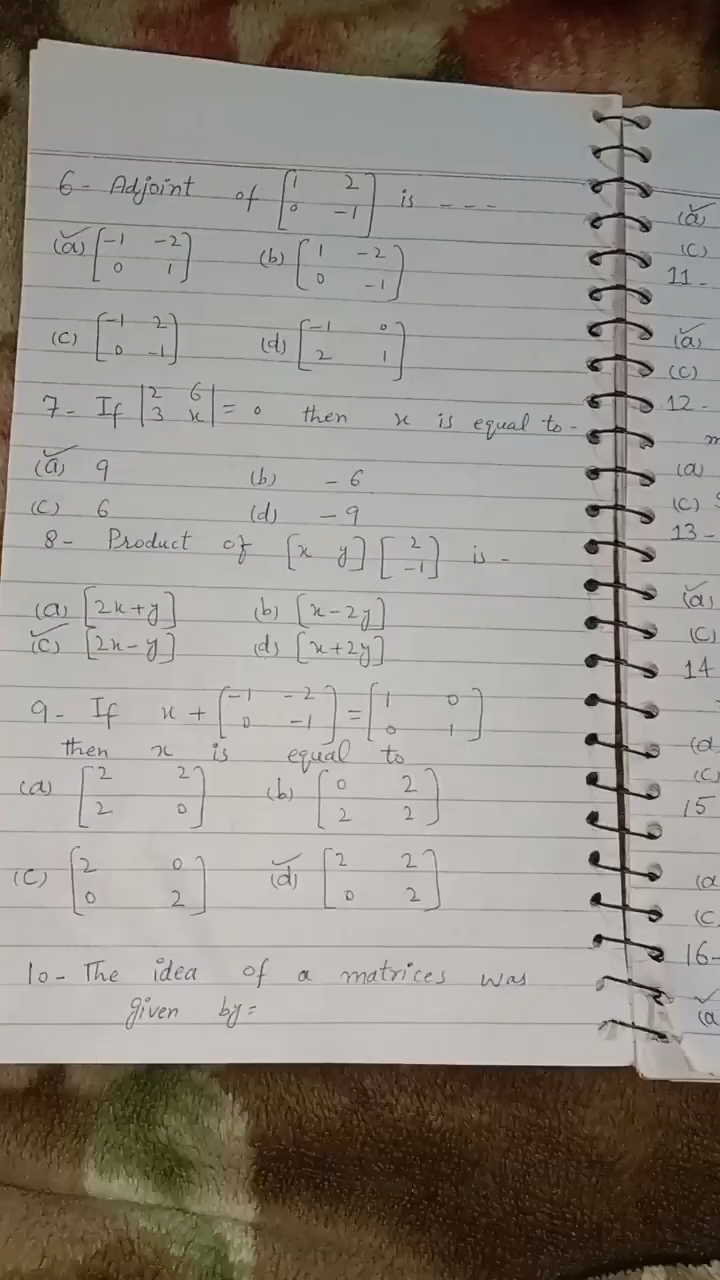 6- Adjoint of [1 2 0 -1] is ---
(a) [-1 -2 0 1] (b) [1 -2 0 -1]
(c) [-1 2 0 -1] (d) [-1 0 2 1]
7- If |2 6 3 x| = 0 then x is equal to-
(a) 9 (b) -6
(c) 6 (d) -9
8- Product of [x y] [2 -1] is -
(a) [2x+y] (b) [x-2y]
(c) [2x-y] (d) [x+2y]
9- If x + [-1 -2 0 -1] = [1 0 0 1]
then x is equal to
(a) [2 2 2 0] (b) [0 2 2 2]
(c) [2 0 0 2] (d) [2 2 0 2]
10- The idea of a matrices was
given by=
(a)
(c)
11-
(a)
(c)
12-
(a)
(c)
13-
(a)
(c)
14
(a)
(c)
15
(a
(c
16-
(a